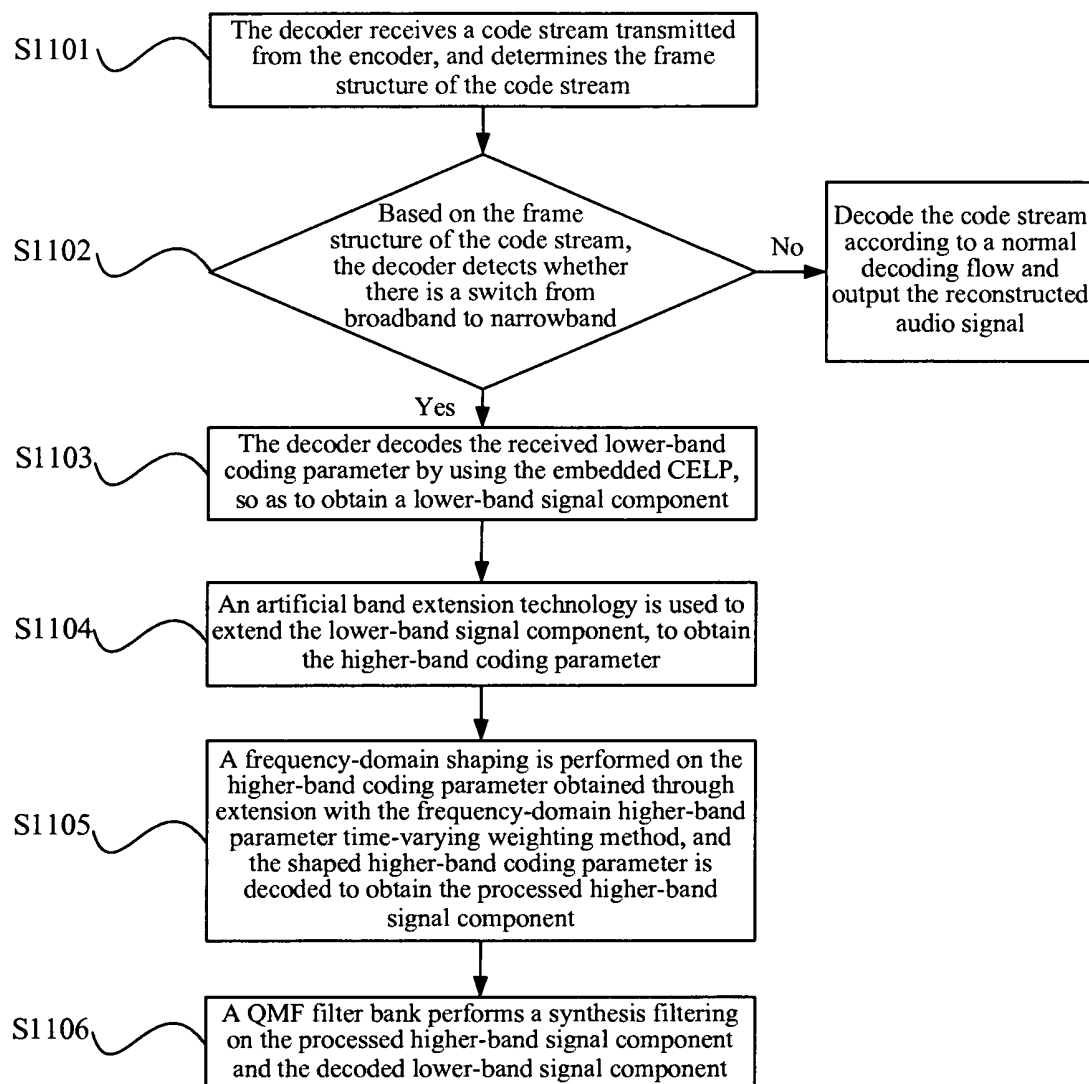 S1101
The decoder receives a code stream transmitted
from the encoder, and determines the frame
structure of the code stream
S1102
Based on the frame
structure of the code stream,
the decoder detects whether
there is a switch from
broadband to narrowband
No
Decode the code stream
according to a normal
decoding flow and
output the reconstructed
audio signal
Yes
S1103
The decoder decodes the received lower-band
coding parameter by using the embedded CELP,
so as to obtain a lower-band signal component
S1104
An artificial band extension technology is used to
extend the lower-band signal component, to obtain
the higher-band coding parameter
S1105
A frequency-domain shaping is performed on the
higher-band coding parameter obtained through
extension with the frequency-domain higher-band
parameter time-varying weighting method, and
the shaped higher-band coding parameter is
decoded to obtain the processed higher-band
signal component
S1106
A QMF filter bank performs a synthesis filtering
on the processed higher-band signal component
and the decoded lower-band signal component